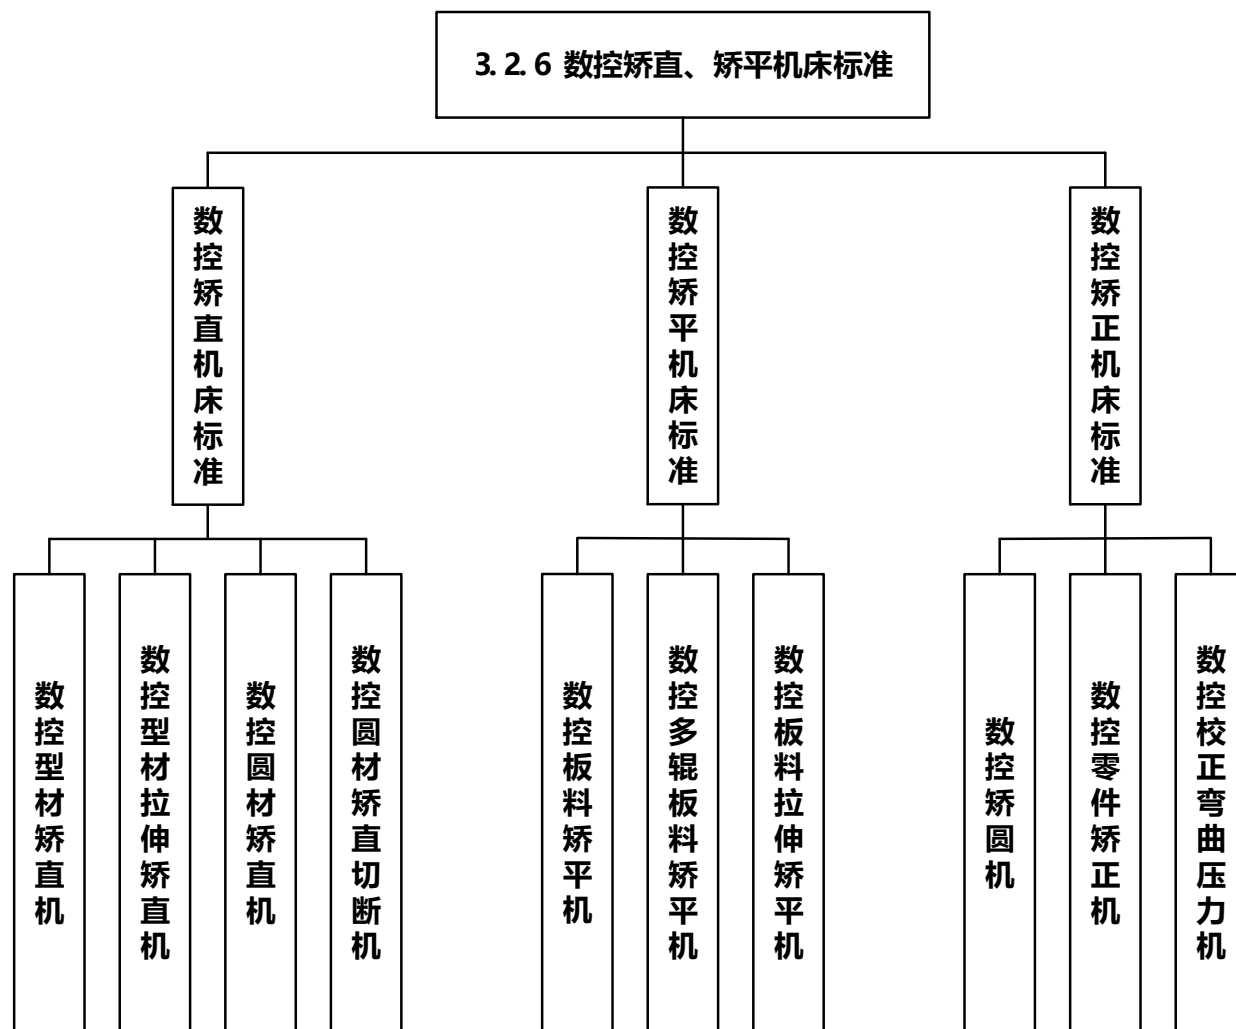 3.2.6 数控矫直、矫平机床标准
数控矫直机床标准
数控矫平机床标准
数控矫正机床标准
数控型材矫直机
数控型材拉伸矫直机
数控圆材矫直机
数控圆材矫直切断机
数控板料矫平机
数控多辊板料矫平机
数控板料拉伸矫平机
数控矫圆机
数控零件矫正机
数控校正弯曲压力机